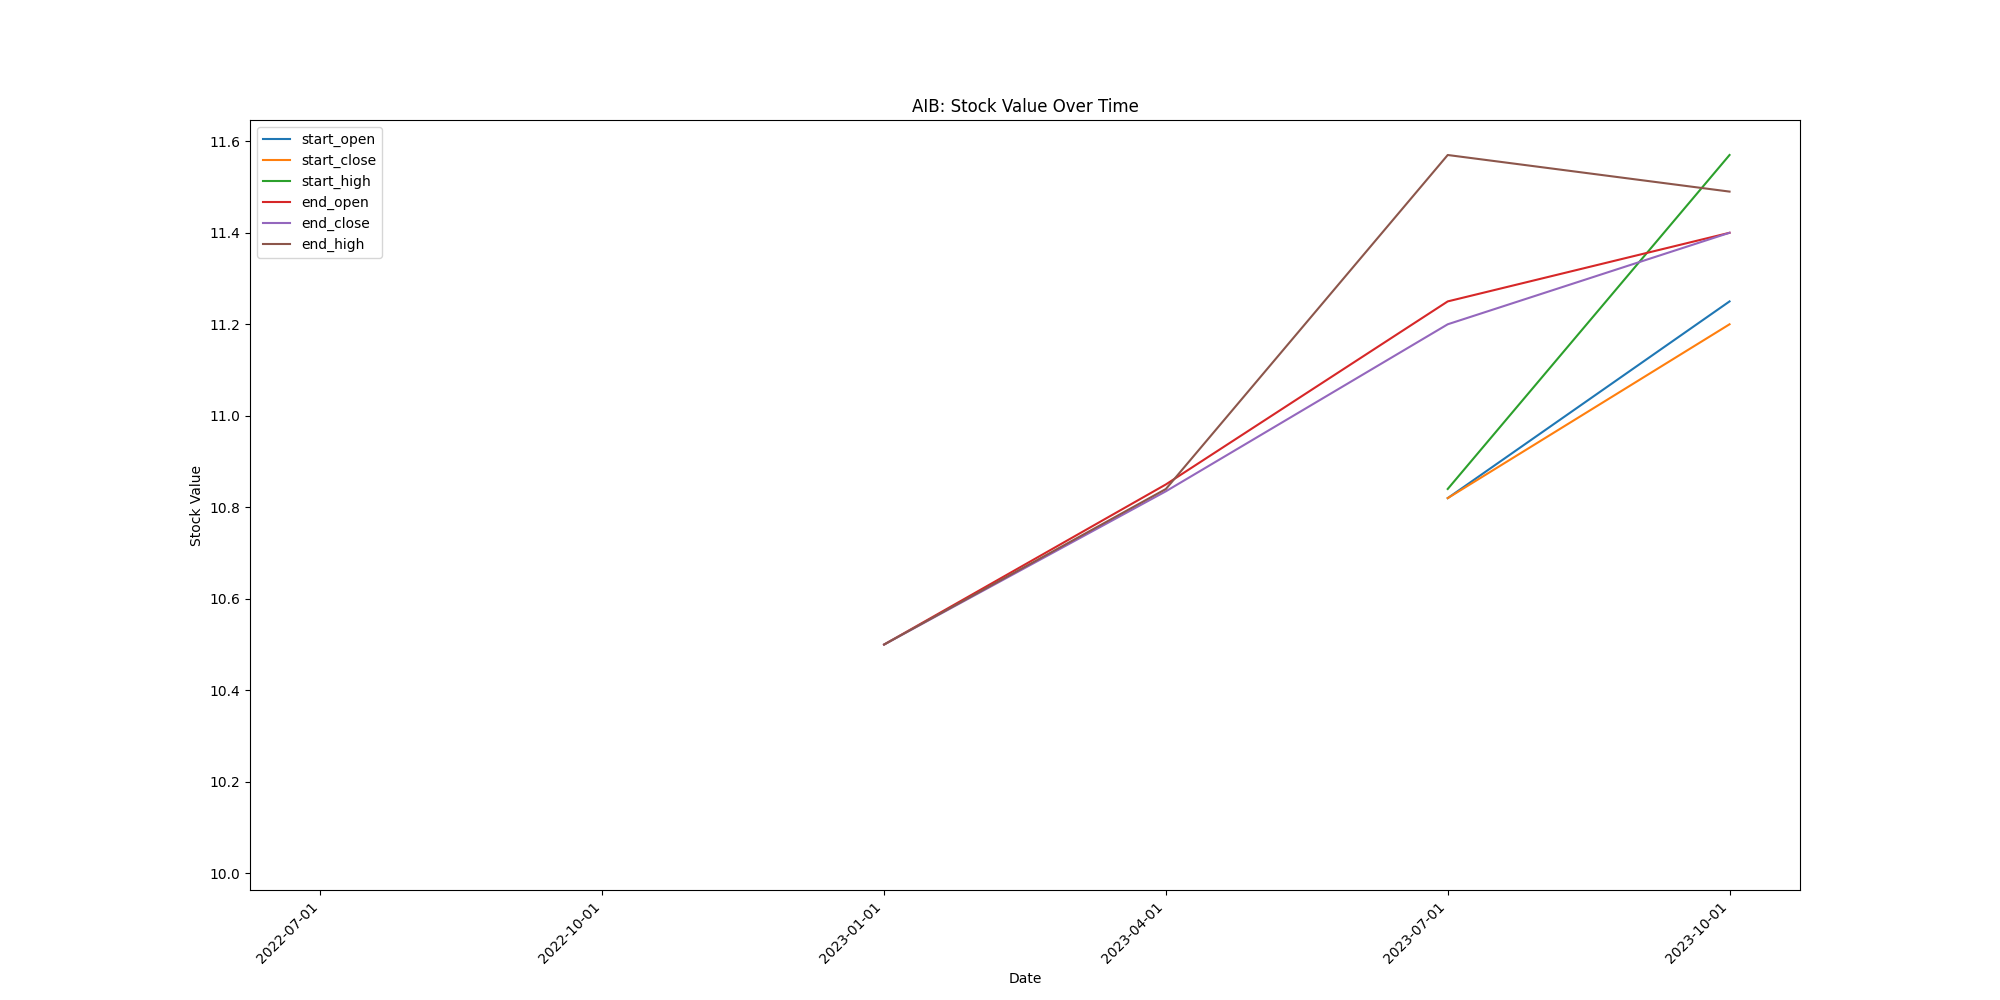 AIB: Stock Value Over Time
start_open
start_close
start_high
end_open
end_close
end_high
11.6
11.4
11.2
11.0
10.8
10.6
10.4
10.2
10.0
Stock Value
2022-07-01
2022-10-01
2023-01-01
2023-04-01
2023-07-01
2023-10-01
Date